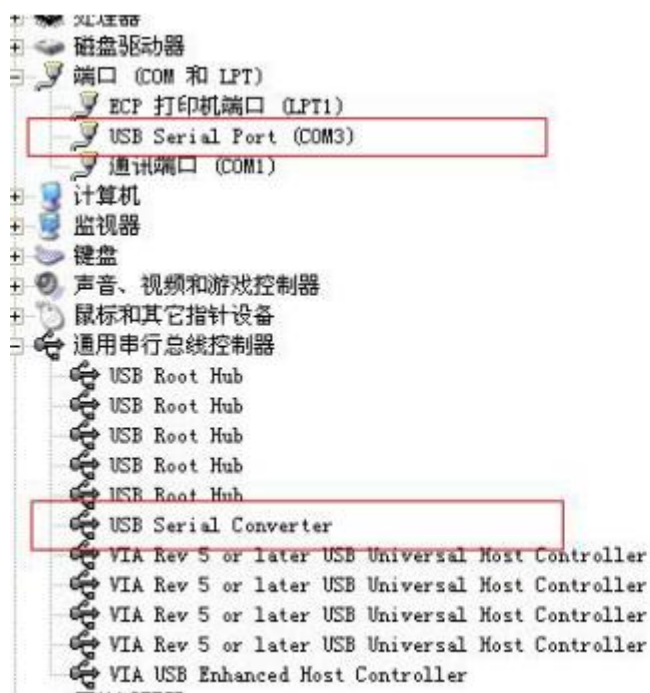 处理器
磁盘驱动器
端口 (COM 和 LPT)
ECP 打印机端口 (LPT1)
USB Serial Port (COM3)
通讯端口 (COM1)
计算机
监视器
键盘
声音、视频和游戏控制器
鼠标和其它指针设备
通用串行总线控制器
USB Root Hub
USB Root Hub
USB Root Hub
USB Root Hub
USB Root Hub
USB Serial Converter
VIA Rev 5 or later USB Universal Host Controller
VIA Rev 5 or later USB Universal Host Controller
VIA Rev 5 or later USB Universal Host Controller
VIA Rev 5 or later USB Universal Host Controller
VIA USB Enhanced Host Controller